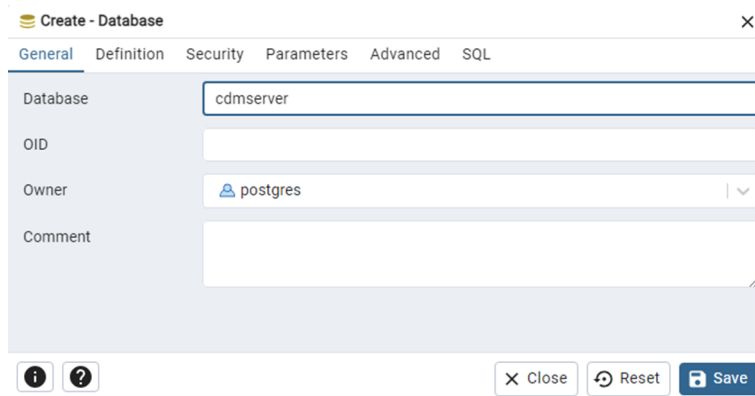 Create - Database
General Definition Security Parameters Advanced SQL
Database cdmserver
OID
Owner postgres
Comment
Close Reset Save